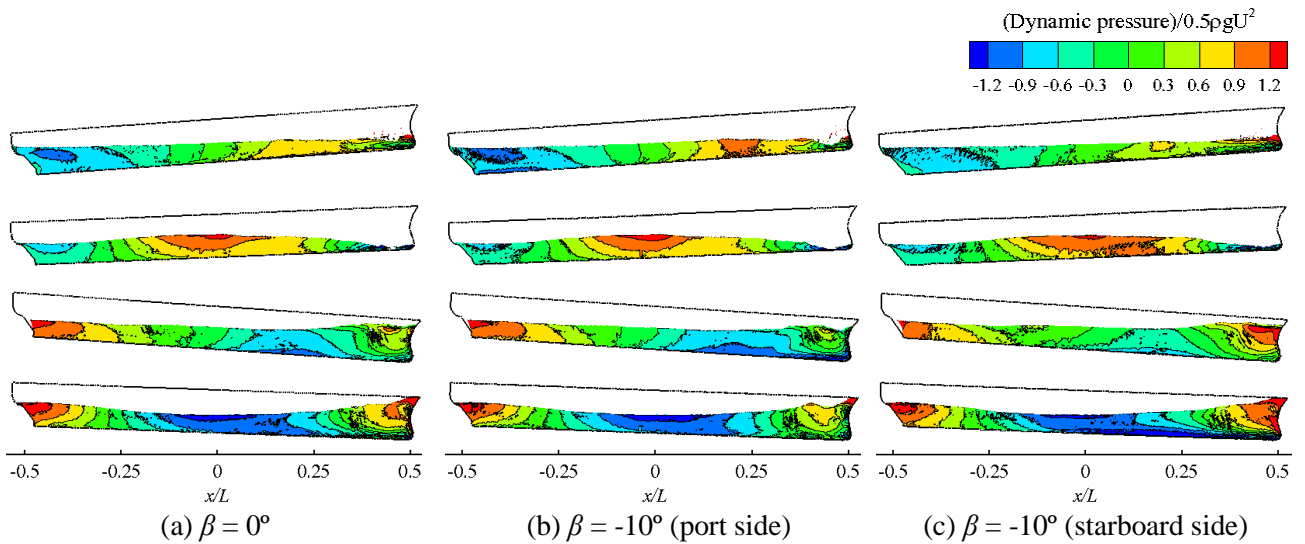 (Dynamic pressure)/0.5ρgU²
-1.2 -0.9 -0.6 -0.3 0 0.3 0.6 0.9 1.2
-0.5 -0.25 0 0.25 0.5 -0.5 -0.25 0 0.25 0.5 -0.5 -0.25 0 0.25 0.5
x/L x/L x/L
(a) β = 0º (b) β = -10º (port side) (c) β = -10º (starboard side)